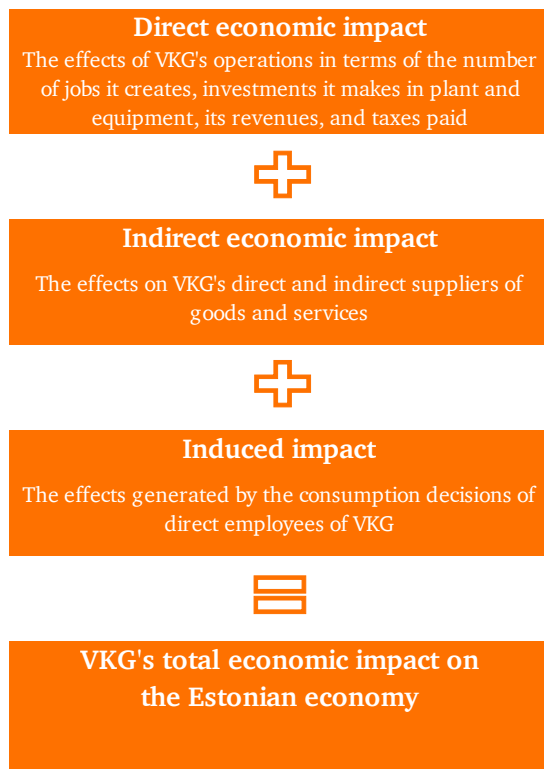 Direct economic impact
The effects of VKG's operations in terms of the number
of jobs it creates, investments it makes in plant and
equipment, its revenues, and taxes paid
Indirect economic impact
The effects on VKG's direct and indirect suppliers of
goods and services
Induced impact
The effects generated by the consumption decisions of
direct employees of VKG
VKG's total economic impact on
the Estonian economy